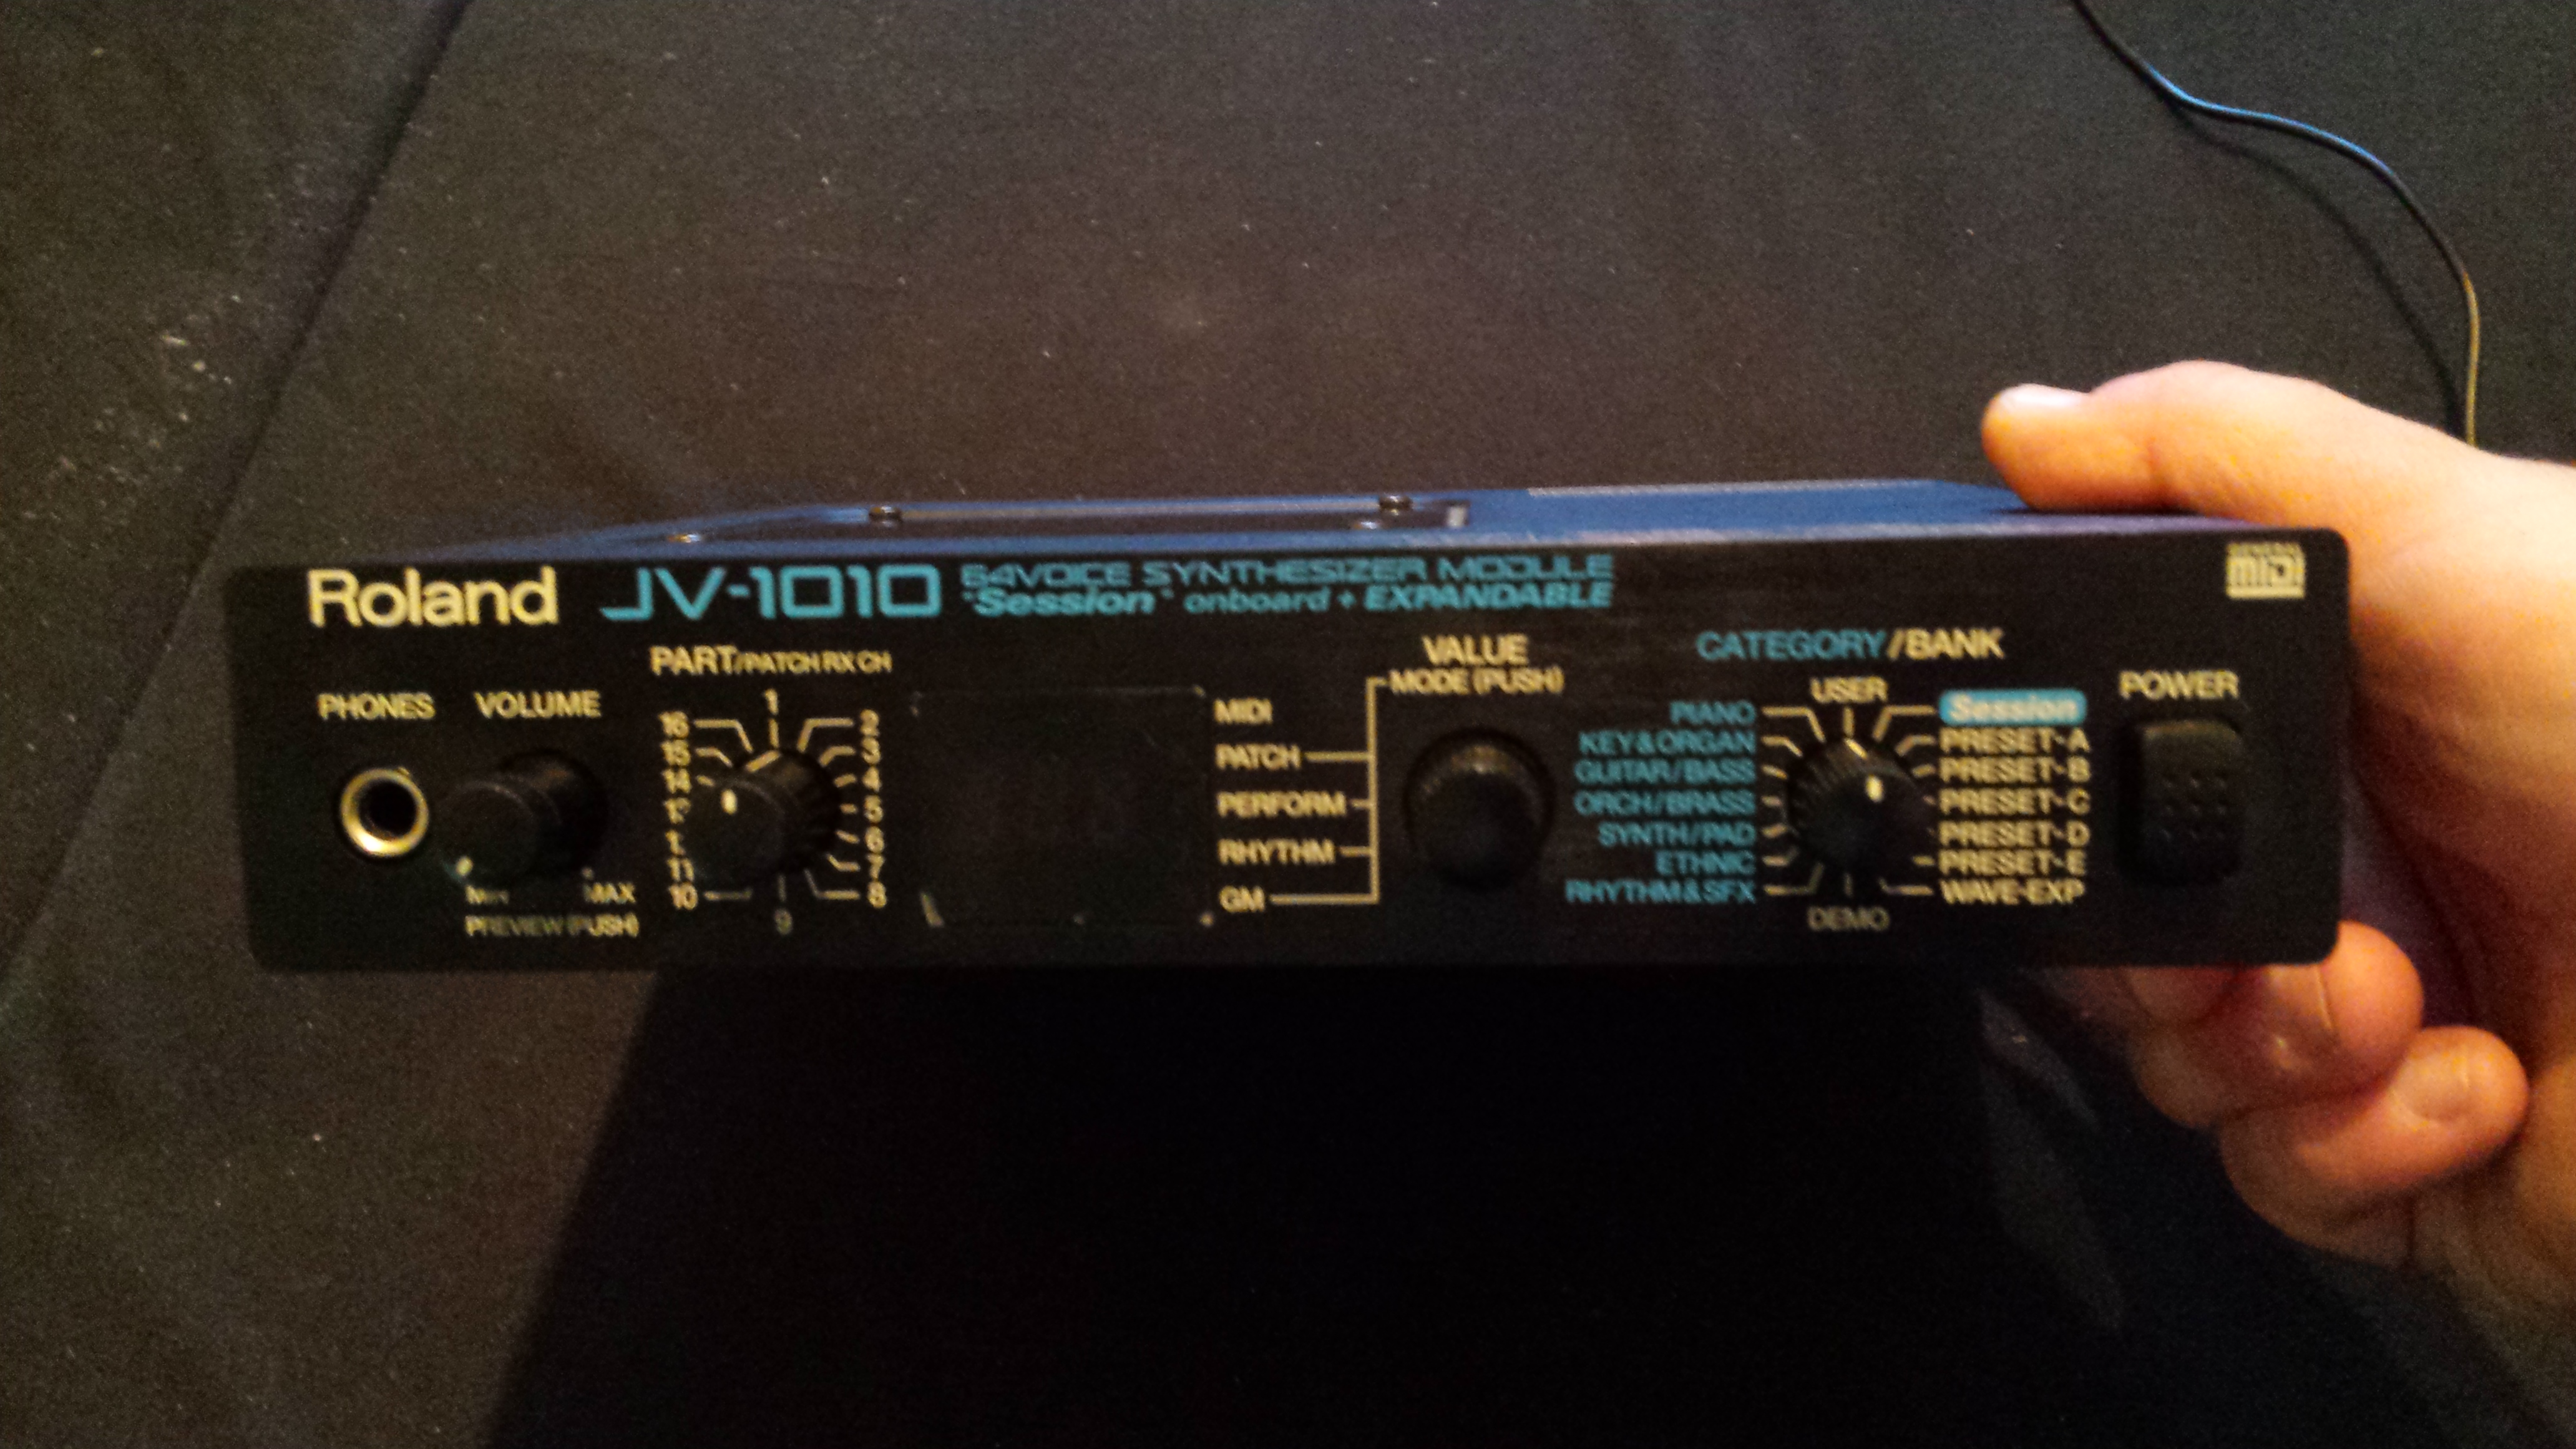 Roland JV-1010 64VOICE SYNTHESIZER MODULE
"Session" onboard + EXPANDABLE
GENERAL
MIDI
PHONES
VOLUME
MIN MAX
PREVIEW (PUSH)
PART/PATCH RX CH
1
16 2
15 3
14 4
5
6
11 7
10 8
9
MIDI
PATCH
PERFORM
RHYTHM
GM
VALUE
MODE (PUSH)
CATEGORY/BANK
USER
PIANO Session
KEY&ORGAN PRESET-A
GUITAR/BASS PRESET-B
ORCH/BRASS PRESET-C
SYNTH/PAD PRESET-D
ETHNIC PRESET-E
RHYTHM&SFX WAVE-EXP
DEMO
POWER